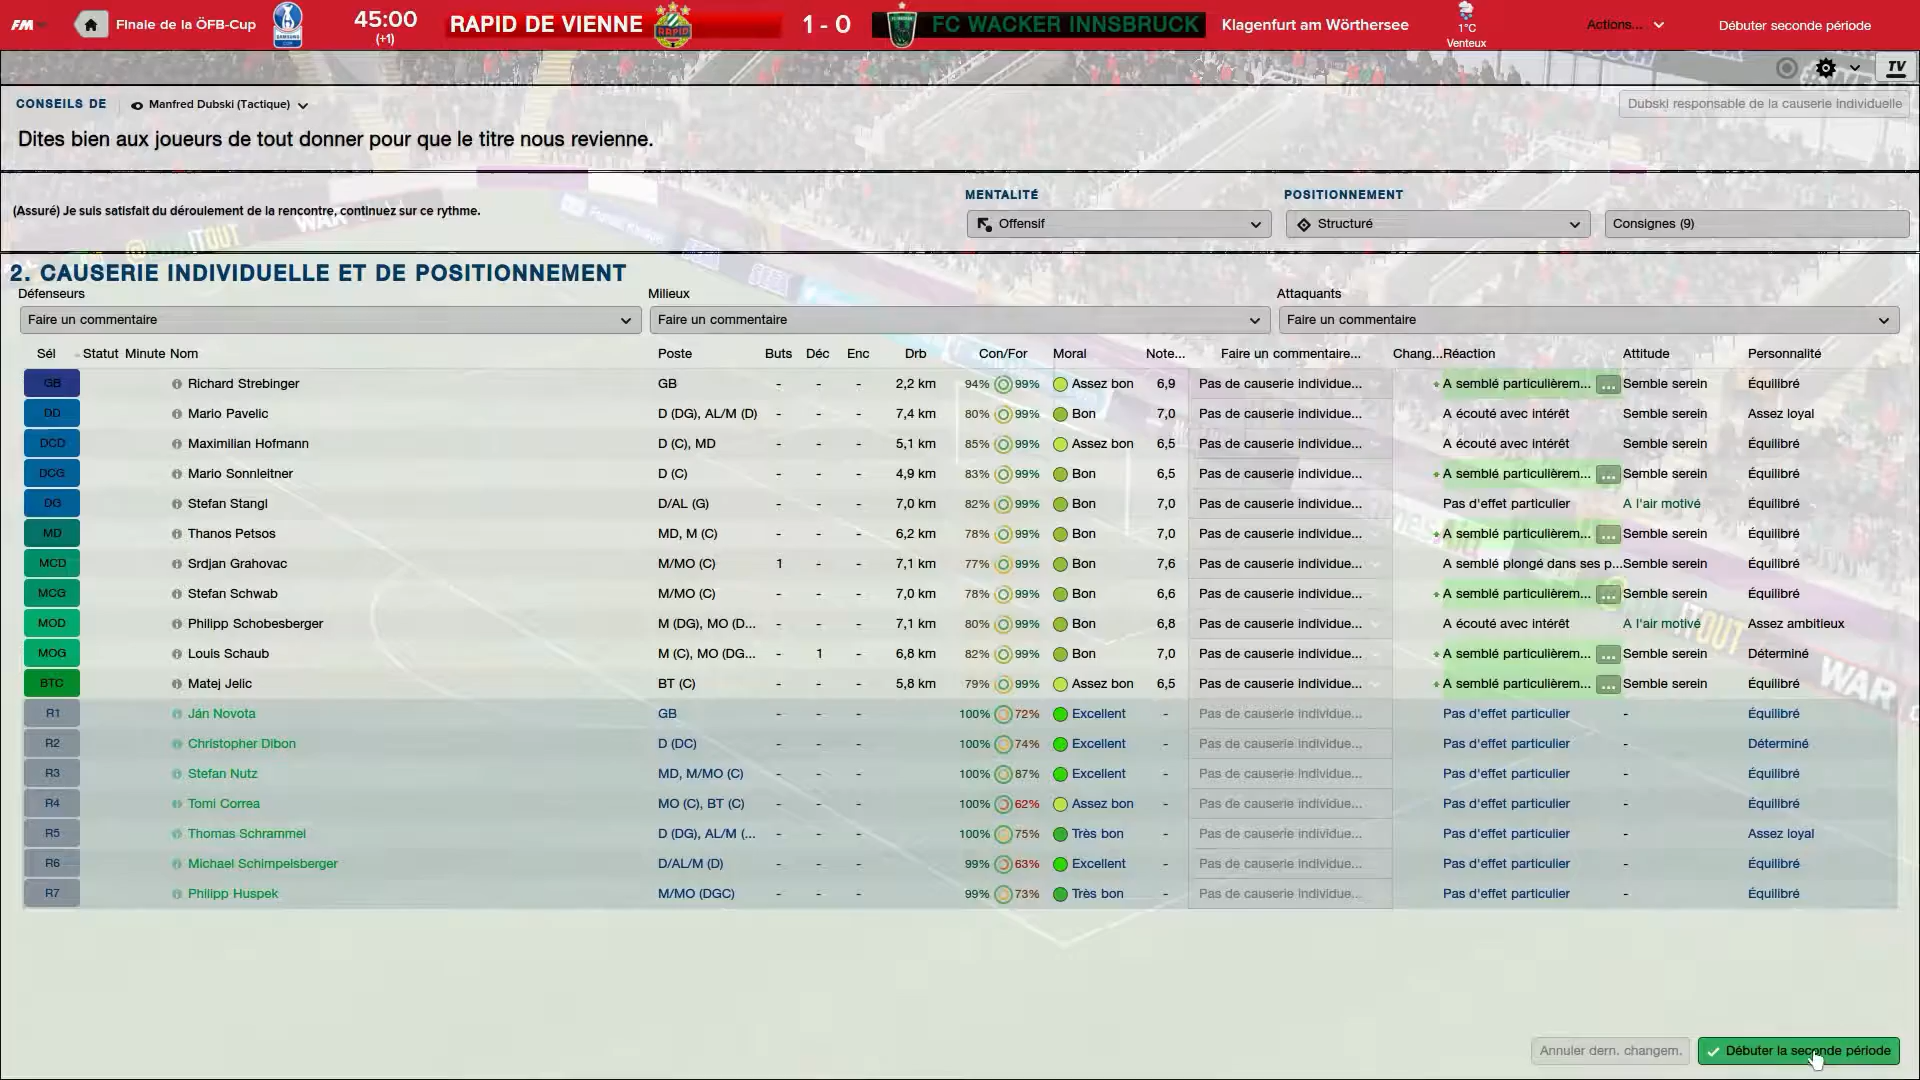 FM
Finale de la ÖFB-Cup
45:00
(+1)
RAPID DE VIENNE
1 - 0
FC WACKER INNSBRUCK
Klagenfurt am Wörthersee
1°C
Venteux
Actions...
Débuter seconde période
TV
CONSEILS DE
Manfred Dubski (Tactique)
Dubski responsable de la causerie individuelle
Dites bien aux joueurs de tout donner pour que le titre nous revienne.
(Assuré) Je suis satisfait du déroulement de la rencontre, continuez sur ce rythme.
MENTALITÉ
Offensif
POSITIONNEMENT
Structuré
Consignes (9)
2. CAUSERIE INDIVIDUELLE ET DE POSITIONNEMENT
Défenseurs Milieux Attaquants
Faire un commentaire Faire un commentaire Faire un commentaire
Sél Statut Minute Nom Poste Buts Déc Enc Drb Con/For Moral Note... Faire un commentaire... Chang... Réaction Attitude Personnalité
GB Richard Strebinger GB - - - 2,2 km 94% 99% Assez bon 6,9 Pas de causerie individue... A semblé particulièrem... ... Semble serein Équilibré
DD Mario Pavelic D (DG), AL/M (D) - - - 7,4 km 80% 99% Bon 7,0 Pas de causerie individue... A écouté avec intérêt Semble serein Assez loyal
DCD Maximilian Hofmann D (C), MD - - - 5,1 km 85% 99% Assez bon 6,5 Pas de causerie individue... A écouté avec intérêt Semble serein Équilibré
DCG Mario Sonnleitner D (C) - - - 4,9 km 83% 99% Bon 6,5 Pas de causerie individue... A semblé particulièrem... ... Semble serein Équilibré
DG Stefan Stangl D/AL (G) - - - 7,0 km 82% 99% Bon 7,0 Pas de causerie individue... Pas d'effet particulier A l'air motivé Équilibré
MD Thanos Petsos MD, M (C) - - - 6,2 km 78% 99% Bon 7,0 Pas de causerie individue... A semblé particulièrem... ... Semble serein Équilibré
MCD Srdjan Grahovac M/MO (C) 1 - - 7,1 km 77% 99% Bon 7,6 Pas de causerie individue... A semblé plongé dans ses p... Semble serein Équilibré
MCG Stefan Schwab M/MO (C) - - - 7,0 km 78% 99% Bon 6,6 Pas de causerie individue... A semblé particulièrem... ... Semble serein Équilibré
MOD Philipp Schobesberger M (DG), MO (D... - - - 7,1 km 80% 99% Bon 6,8 Pas de causerie individue... A écouté avec intérêt A l'air motivé Assez ambitieux
MOG Louis Schaub M (C), MO (DG... - 1 - 6,8 km 82% 99% Bon 7,0 Pas de causerie individue... A semblé particulièrem... ... Semble serein Déterminé
BTC Matej Jelic BT (C) - - - 5,8 km 79% 99% Assez bon 6,5 Pas de causerie individue... A semblé particulièrem... ... Semble serein Équilibré
R1 Ján Novota GB - - - 100% 72% Excellent - Pas de causerie individue... Pas d'effet particulier - Équilibré
R2 Christopher Dibon D (DC) - - - 100% 74% Excellent - Pas de causerie individue... Pas d'effet particulier - Déterminé
R3 Stefan Nutz MD, M/MO (C) - - - 100% 87% Excellent - Pas de causerie individue... Pas d'effet particulier - Équilibré
R4 Tomi Correa MO (C), BT (C) - - - 100% 62% Assez bon - Pas de causerie individue... Pas d'effet particulier - Équilibré
R5 Thomas Schrammel D (DG), AL/M (... - - - 100% 75% Très bon - Pas de causerie individue... Pas d'effet particulier - Assez loyal
R6 Michael Schimpelsberger D/AL/M (D) - - - 99% 63% Excellent - Pas de causerie individue... Pas d'effet particulier - Équilibré
R7 Philipp Huspek M/MO (DGC) - - - 99% 73% Très bon - Pas de causerie individue... Pas d'effet particulier - Équilibré
Annuler dern. changem. Débuter la seconde période